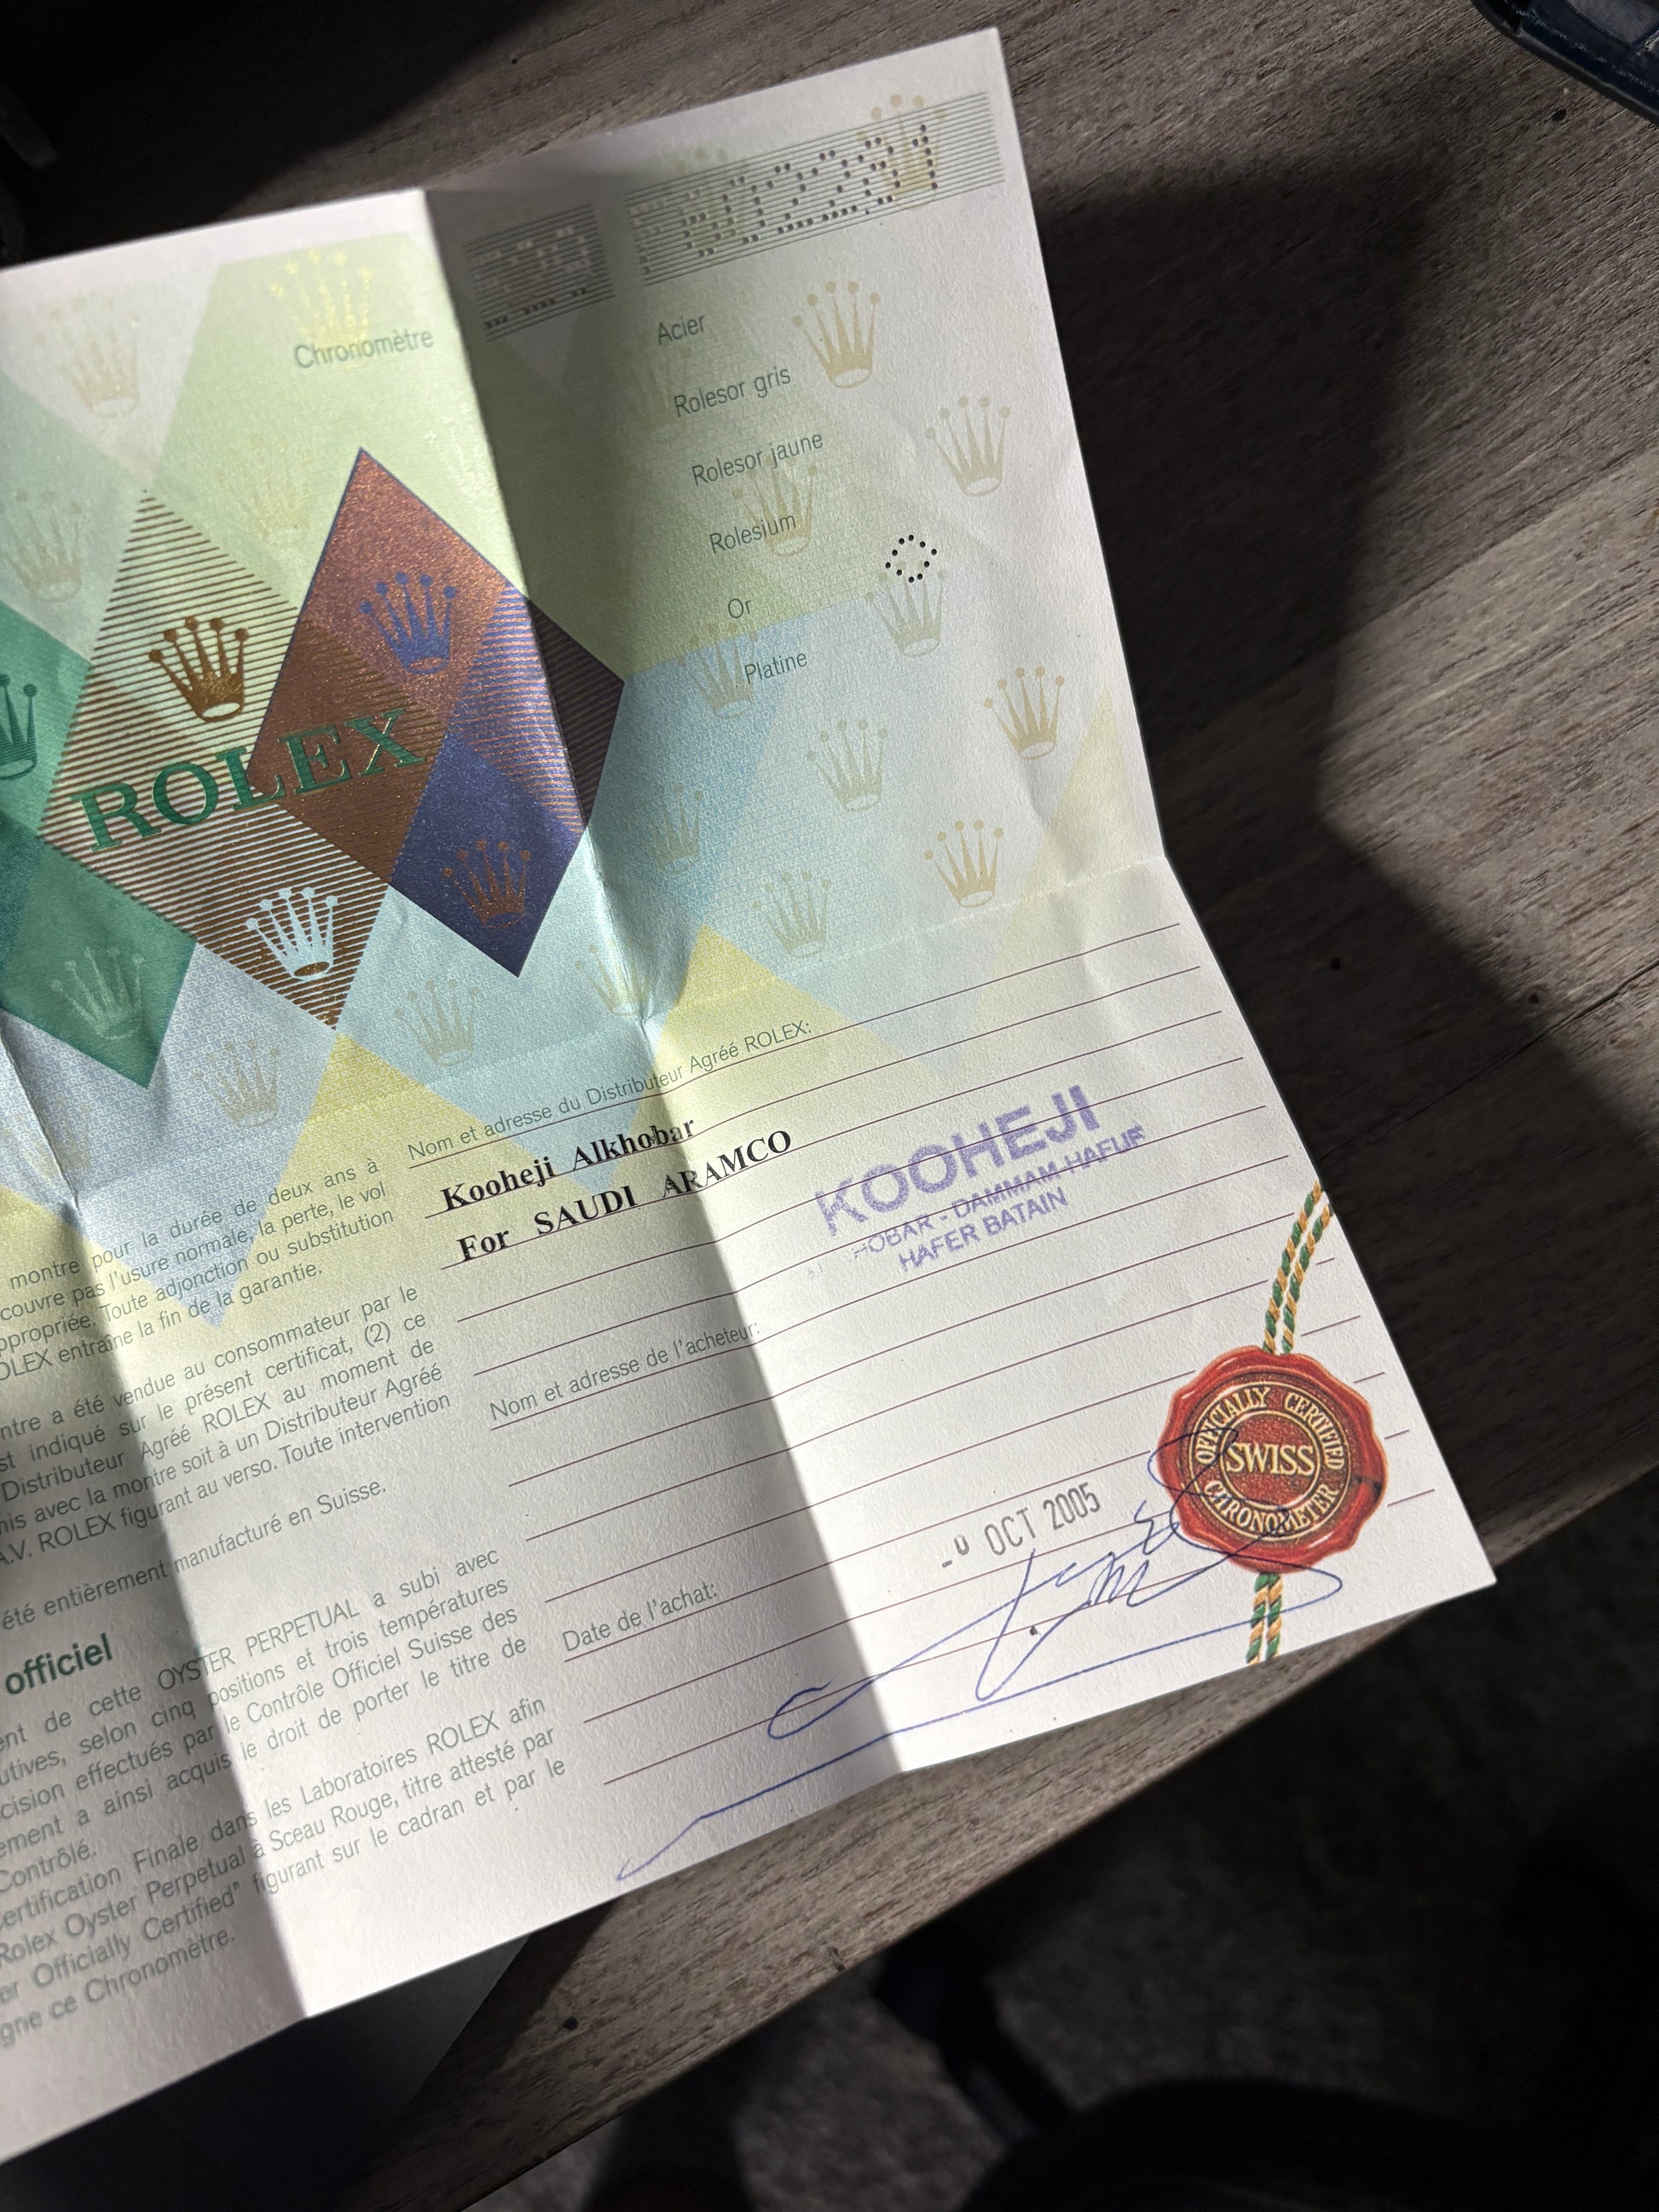 Chronomètre
Acier
Rolesor gris
Rolesor jaune
Rolesium
Or
Platine
ROLEX
Nom et adresse du Distributeur Agréé ROLEX:
Kooheji Alkhobar
For SAUDI ARAMCO
KOOHEJI
HOBAR - DAMMAM-HAFUF
HAFER BATAIN
montre pour la durée de deux ans à
couvre pas l'usure normale, la perte, le vol
ppropriée. Toute adjonction ou substitution
OLEX entraîne la fin de la garantie.
ntre a été vendue au consommateur par le
st indiqué sur le présent certificat, (2) ce
Distributeur Agréé ROLEX au moment de
nis avec la montre soit à un Distributeur Agréé
A.V. ROLEX figurant au verso. Toute intervention
été entièrement manufacturé en Suisse.
Nom et adresse de l'acheteur:
OFFICIALLY CERTIFIED
SWISS
CHRONOMETER
OCT 2005
Date de l'achat:
officiel
ent de cette OYSTER PERPETUAL a subi avec
utives, selon cinq positions et trois températures
cision effectués par le Contrôle Officiel Suisse des
ement a ainsi acquis le droit de porter le titre de
Contrôlé.
ertification Finale dans les Laboratoires ROLEX afin
Rolex Oyster Perpetual à Sceau Rouge, titre attesté par
er Officially Certified" figurant sur le cadran et par le
gne ce Chronomètre.